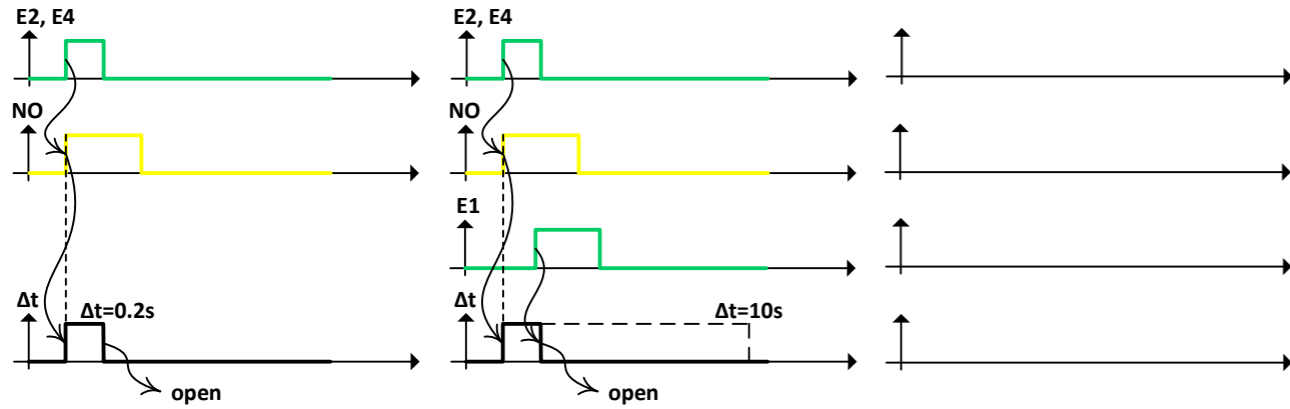 E2, E4
NO
Δt
Δt=0.2s
open
E2, E4
NO
E1
Δt
Δt=10s
open